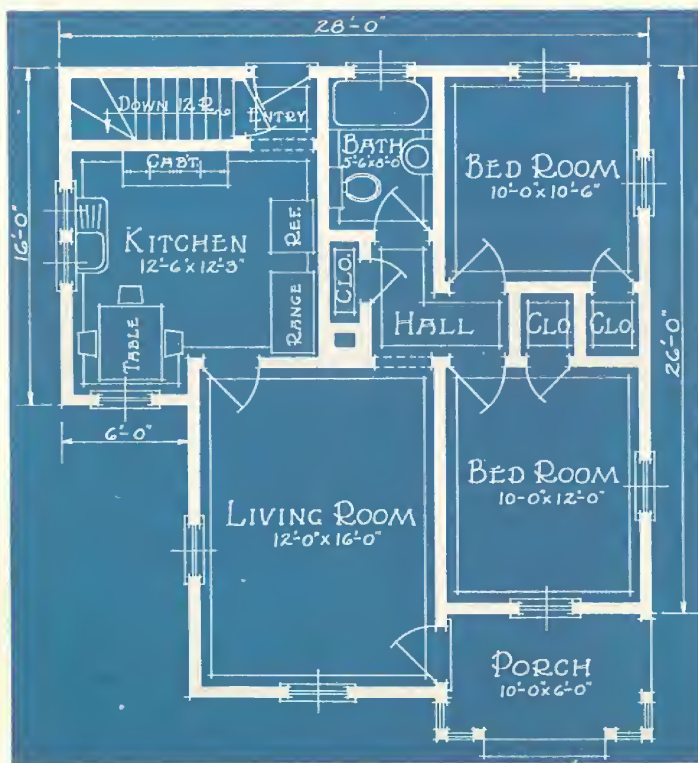 28'-0"
DOWN 12 R
ENTRY
BATH
5'-6"x8'-0"
BED ROOM
10'-0"x10'-6"
CABT.
16'-0"
KITCHEN
12'-6"x12'-3"
REF.
RANGE
CLO.
HALL
CLO.
CLO.
TABLE
26'-0"
6'-0"
LIVING ROOM
12'-0"x16'-0"
BED ROOM
10'-0"x12'-0"
PORCH
10'-0"x6'-0"